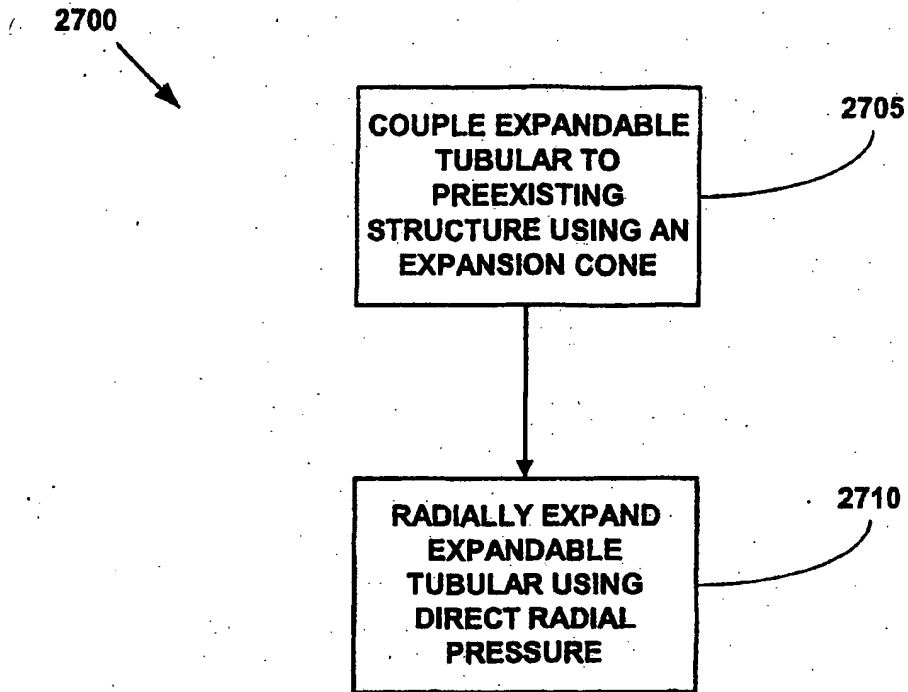 2700
COUPLE EXPANDABLE
TUBULAR TO
PREEXISTING
STRUCTURE USING AN
EXPANSION CONE
2705
RADIALLY EXPAND
EXPANDABLE
TUBULAR USING
DIRECT RADIAL
PRESSURE
2710